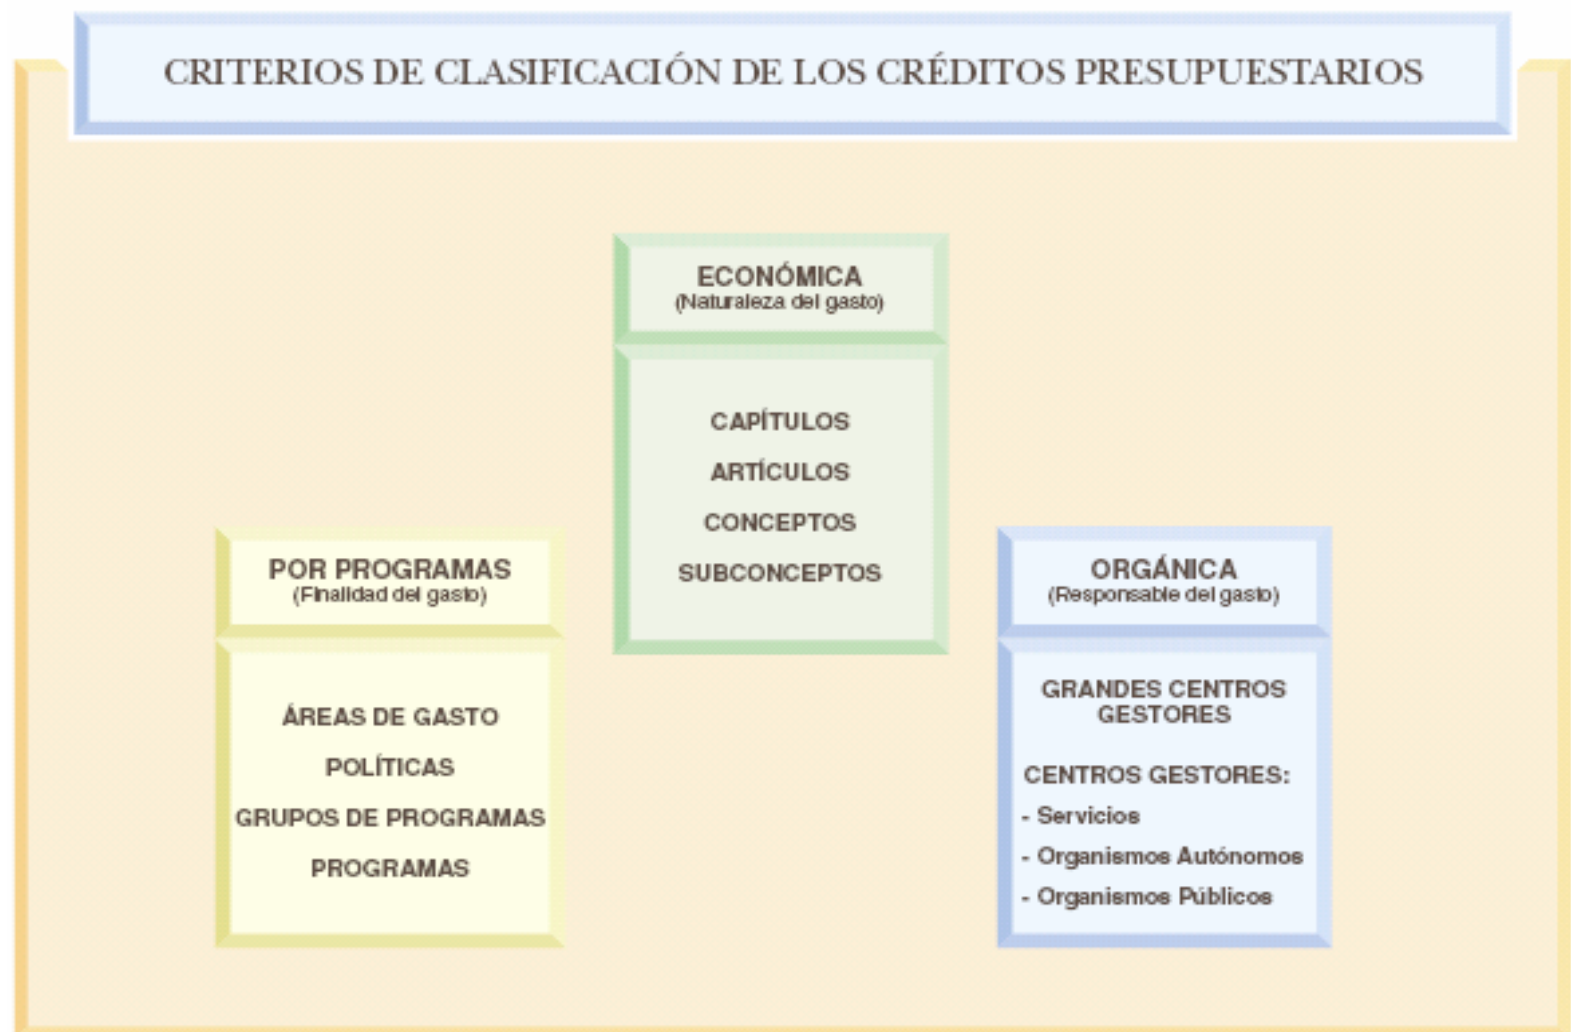 CRITERIOS DE CLASIFICACIÓN DE LOS CRÉDITOS PRESUPUESTARIOS
ECONÓMICA
(Naturaleza del gasto)
CAPÍTULOS
ARTÍCULOS
CONCEPTOS
SUBCONCEPTOS
POR PROGRAMAS
(Finalidad del gasto)
ÁREAS DE GASTO
POLÍTICAS
GRUPOS DE PROGRAMAS
PROGRAMAS
ORGÁNICA
(Responsable del gasto)
GRANDES CENTROS
GESTORES
CENTROS GESTORES:
- Servicios
- Organismos Autónomos
- Organismos Públicos